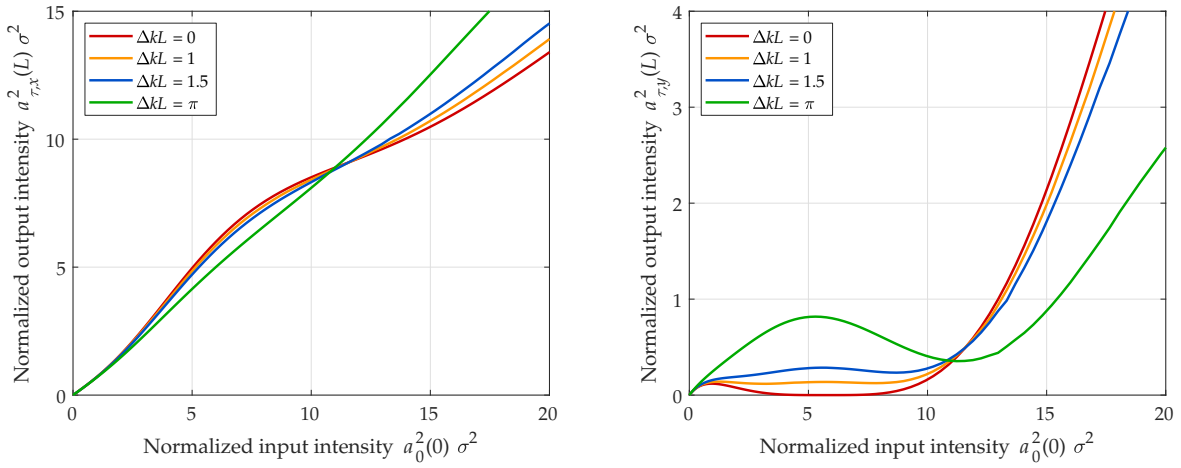 15
10
5
0
0
5
10
15
20
Normalized output intensity a²τ,x(L) σ²
Normalized input intensity a²0(0) σ²
ΔkL = 0
ΔkL = 1
ΔkL = 1.5
ΔkL = π
4
3
2
1
0
0
5
10
15
20
Normalized output intensity a²τ,y(L) σ²
Normalized input intensity a²0(0) σ²
ΔkL = 0
ΔkL = 1
ΔkL = 1.5
ΔkL = π